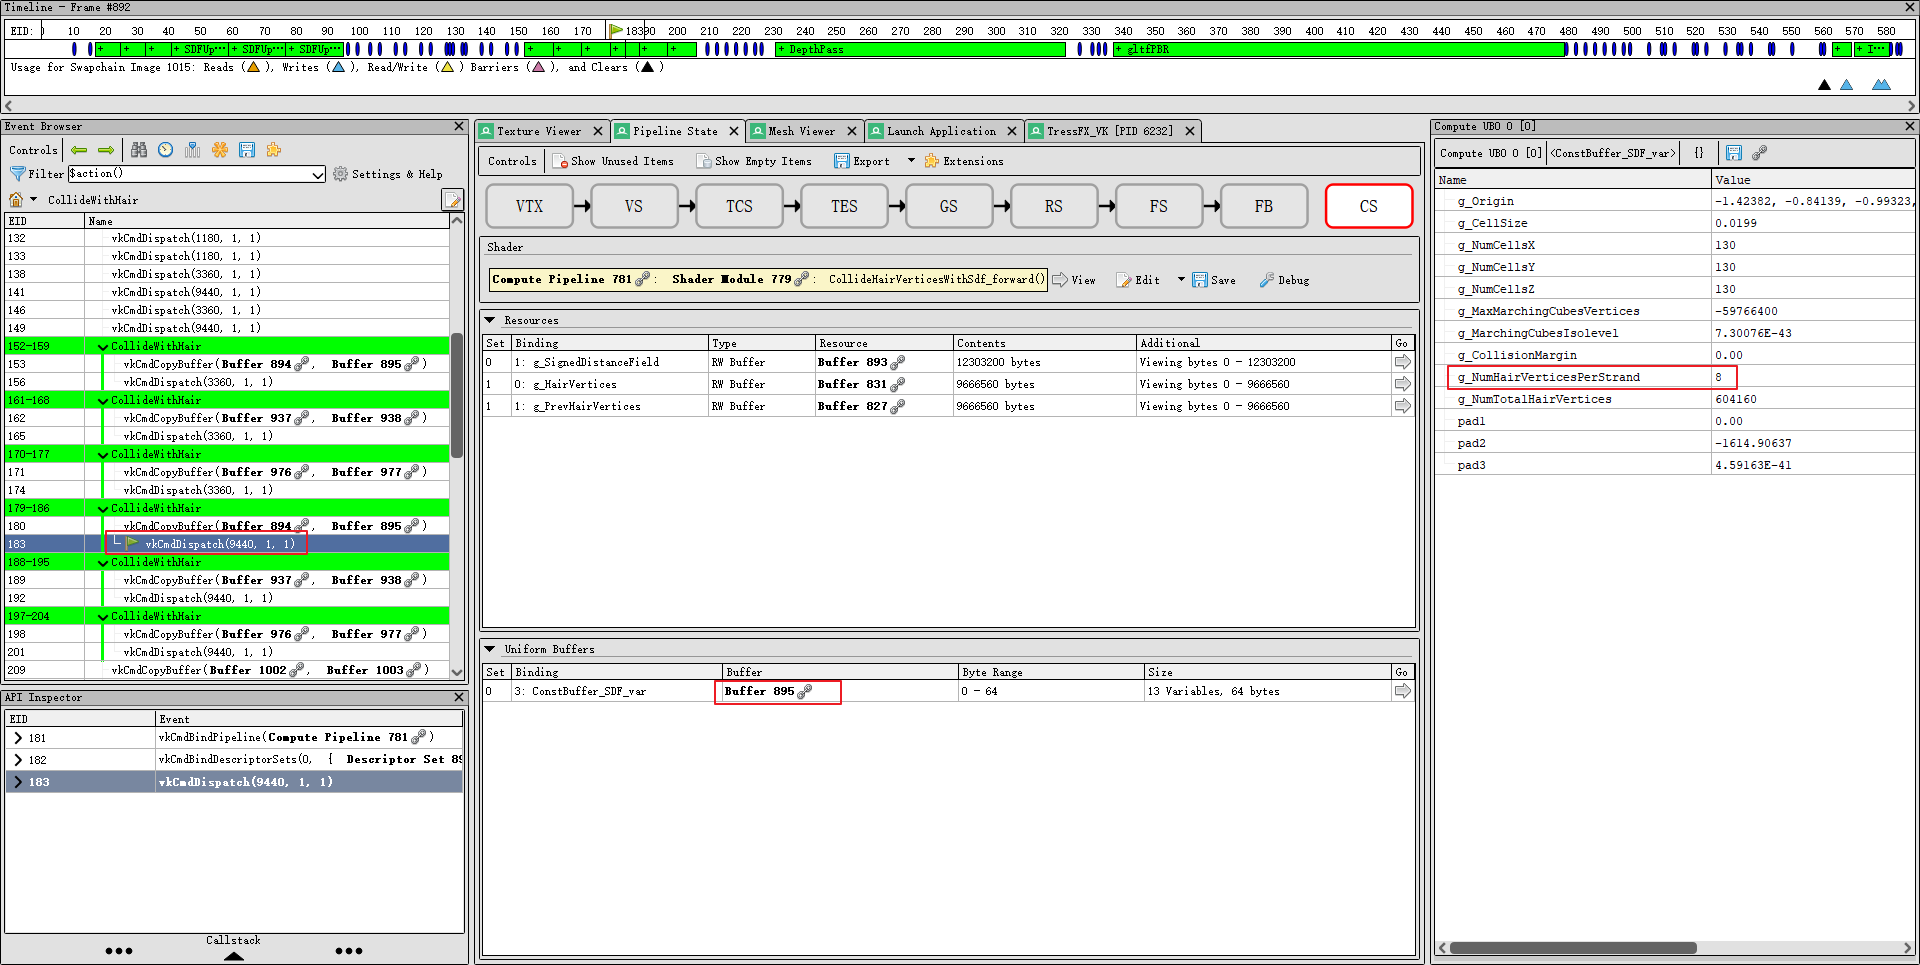 Timeline - Frame #892
EID: 0 10 20 30 40 50 60 70 80 90 100 110 120 130 140 150 160 170 183 190 200 210 220 230 240 250 260 270 280 290 300 310 320 330 340 350 360 370 380 390 400 410 420 430 440 450 460 470 480 490 500 510 520 530 540 550 560 570 580
+ + + + SDFUp··· + SDFUp··· + SDFUp··· + + + + + + + DepthPass + gltfPBR + + I···
Usage for Swapchain Image 1015: Reads ( ), Writes ( ), Read/Write ( ) Barriers ( ), and Clears ( )
Event Browser
Controls
Filter $action() Settings & Help
CollideWithHair
EID Name
132 vkCmdDispatch(1180, 1, 1)
133 vkCmdDispatch(1180, 1, 1)
138 vkCmdDispatch(3360, 1, 1)
141 vkCmdDispatch(9440, 1, 1)
146 vkCmdDispatch(3360, 1, 1)
149 vkCmdDispatch(9440, 1, 1)
152-159 CollideWithHair
153 vkCmdCopyBuffer(Buffer 894 , Buffer 895 )
156 vkCmdDispatch(3360, 1, 1)
161-168 CollideWithHair
162 vkCmdCopyBuffer(Buffer 937 , Buffer 938 )
165 vkCmdDispatch(3360, 1, 1)
170-177 CollideWithHair
171 vkCmdCopyBuffer(Buffer 976 , Buffer 977 )
174 vkCmdDispatch(3360, 1, 1)
179-186 CollideWithHair
180 vkCmdCopyBuffer(Buffer 894 , Buffer 895 )
183 vkCmdDispatch(9440, 1, 1)
188-195 CollideWithHair
189 vkCmdCopyBuffer(Buffer 937 , Buffer 938 )
192 vkCmdDispatch(9440, 1, 1)
197-204 CollideWithHair
198 vkCmdCopyBuffer(Buffer 976 , Buffer 977 )
201 vkCmdDispatch(9440, 1, 1)
209 vkCmdCopyBuffer(Buffer 1002 , Buffer 1003 )
API Inspector
EID Event
181 vkCmdBindPipeline(Compute Pipeline 781 )
182 vkCmdBindDescriptorSets(0, { Descriptor Set 89
183 vkCmdDispatch(9440, 1, 1)
Callstack
Texture Viewer Pipeline State Mesh Viewer Launch Application TressFX_VK [PID 6232]
Controls Show Unused Items Show Empty Items Export Extensions
VTX VS TCS TES GS RS FS FB CS
Shader
Compute Pipeline 781 : Shader Module 779 : CollideHairVerticesWithSdf_forward() View Edit Save Debug
Resources
Set Binding Type Resource Contents Additional Go
0 1: g_SignedDistanceField RW Buffer Buffer 893 12303200 bytes Viewing bytes 0 - 12303200
1 0: g_HairVertices RW Buffer Buffer 831 9666560 bytes Viewing bytes 0 - 9666560
1 1: g_PrevHairVertices RW Buffer Buffer 827 9666560 bytes Viewing bytes 0 - 9666560
Uniform Buffers
Set Binding Buffer Byte Range Size Go
0 3: ConstBuffer_SDF_var Buffer 895 0 - 64 13 Variables, 64 bytes
Compute UBO 0 [0]
Compute UBO 0 [0] <ConstBuffer_SDF_var> {}
Name Value
g_Origin -1.42382, -0.84139, -0.99323,
g_CellSize 0.0199
g_NumCellsX 130
g_NumCellsY 130
g_NumCellsZ 130
g_MaxMarchingCubesVertices -59766400
g_MarchingCubesIsolevel 7.30076E-43
g_CollisionMargin 0.00
g_NumHairVerticesPerStrand 8
g_NumTotalHairVertices 604160
pad1 0.00
pad2 -1614.90637
pad3 4.59163E-41